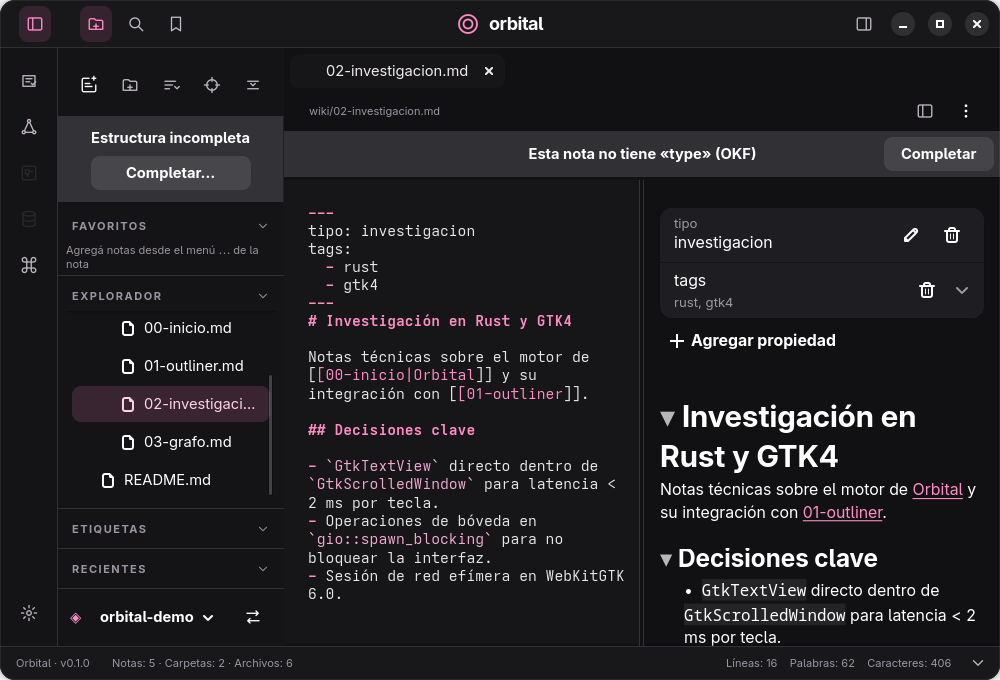 orbital
02-investigacion.md
wiki/02-investigacion.md
Estructura incompleta
Completar…
Esta nota no tiene «type» (OKF)
Completar
FAVORITOS
Agregá notas desde el menú … de la
nota
EXPLORADOR
00-inicio.md
01-outliner.md
02-investigaci…
03-grafo.md
README.md
ETIQUETAS
RECIENTES
orbital-demo
---
tipo: investigacion
tags:
- rust
- gtk4
---
# Investigación en Rust y GTK4
Notas técnicas sobre el motor de
[[00-inicio|Orbital]] y su
integración con [[01-outliner]].
## Decisiones clave
- `GtkTextView` directo dentro de
`GtkScrolledWindow` para latencia <
2 ms por tecla.
- Operaciones de bóveda en
`gio::spawn_blocking` para no
bloquear la interfaz.
- Sesión de red efímera en WebKitGTK
6.0.
tipo
investigacion
tags
rust, gtk4
Agregar propiedad
Investigación en
Rust y GTK4
Notas técnicas sobre el motor de Orbital y
su integración con 01-outliner.
Decisiones clave
• GtkTextView directo dentro de
GtkScrolledWindow para latencia < 2
ms por tecla.
Orbital · v0.1.0
Notas: 5 · Carpetas: 2 · Archivos: 6
Líneas: 16
Palabras: 62
Caracteres: 406